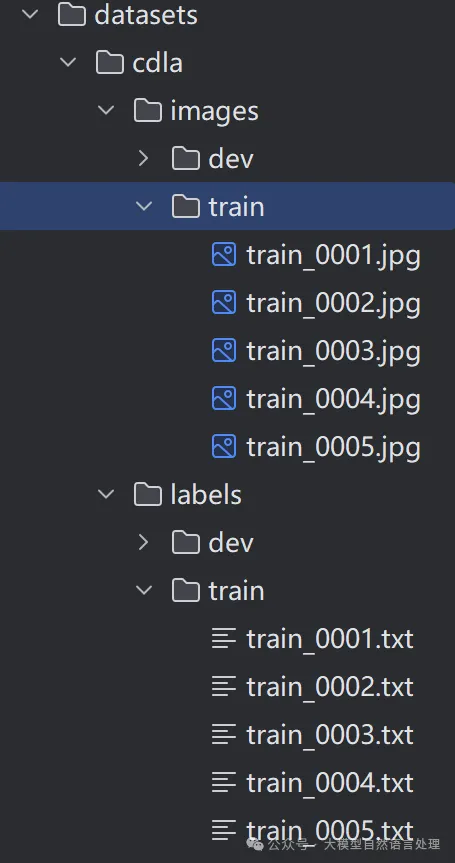 datasets
cdla
images
dev
train
train_0001.jpg
train_0002.jpg
train_0003.jpg
train_0004.jpg
train_0005.jpg
labels
dev
train
train_0001.txt
train_0002.txt
train_0003.txt
train_0004.txt
train_0005.txt
公众号 · 大模型自然语言处理